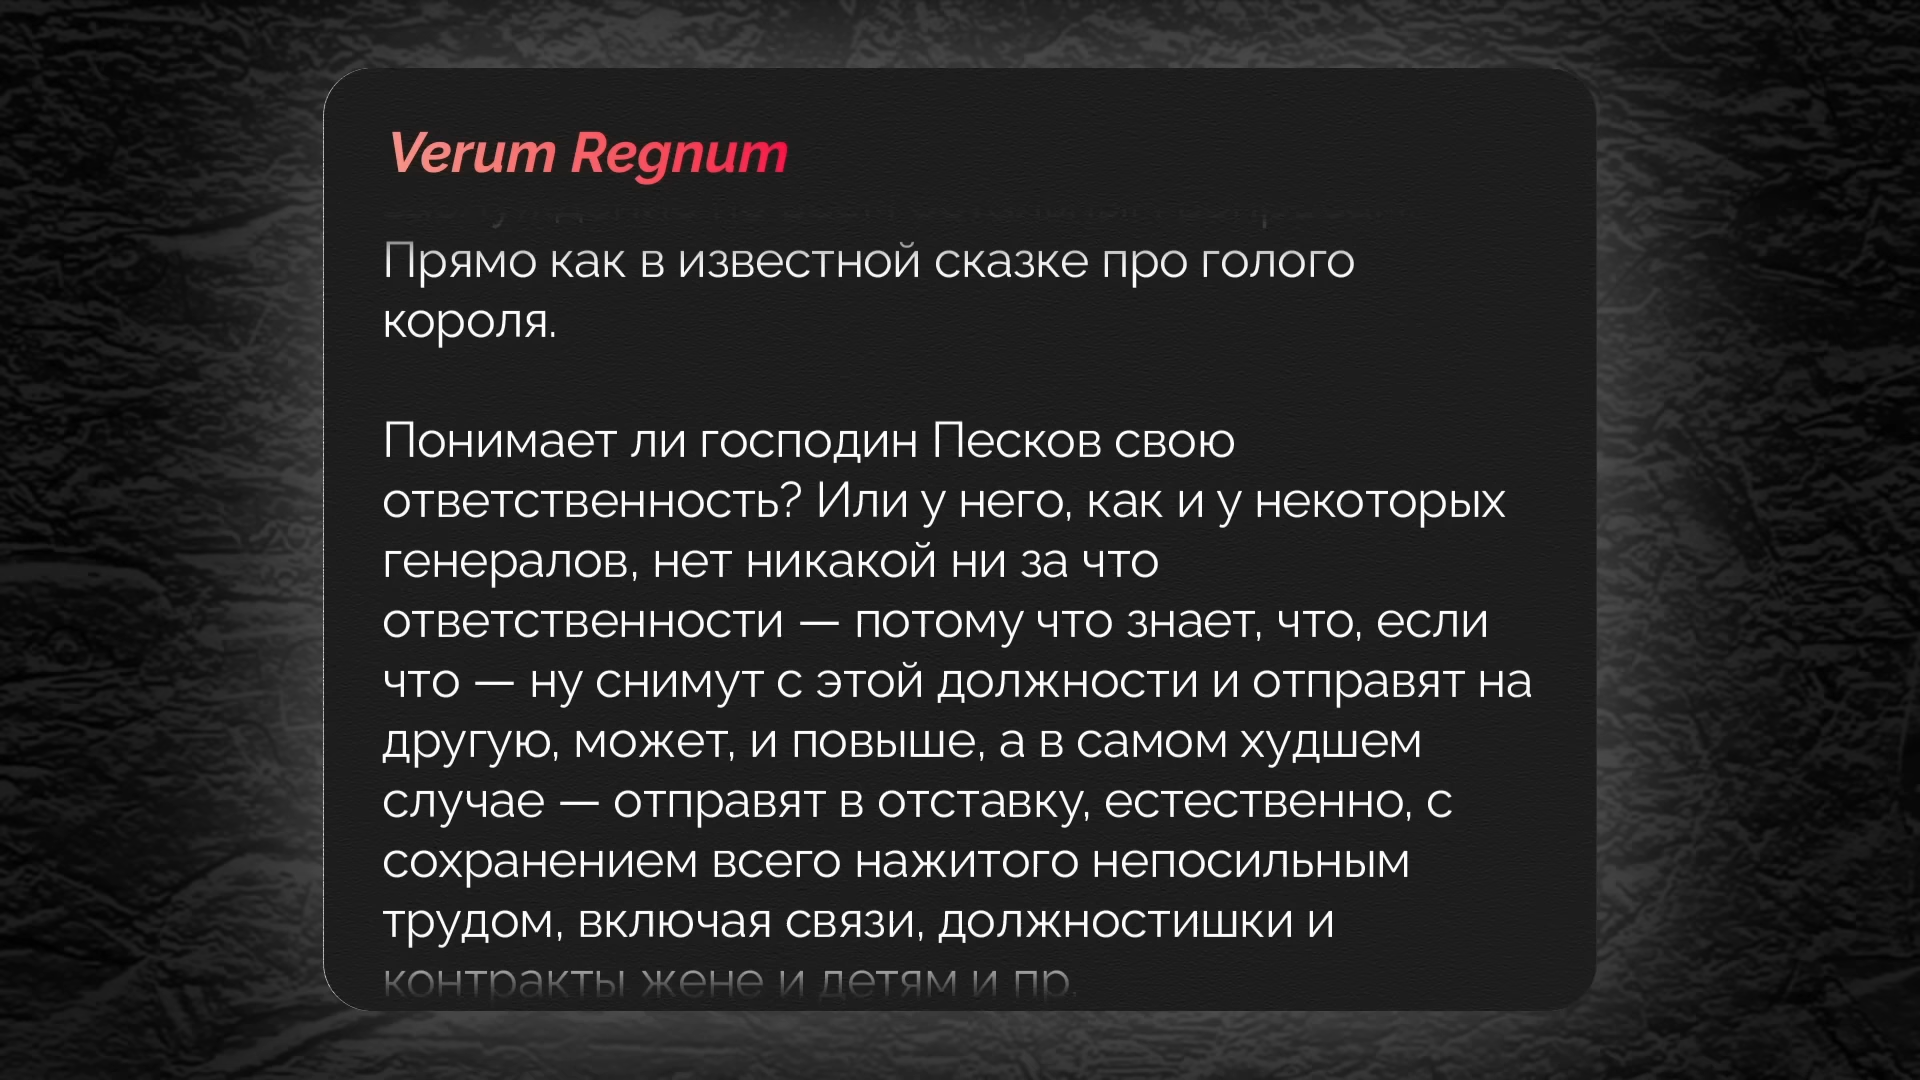 Verum Regnum
Прямо как в известной сказке про голого
короля.
Понимает ли господин Песков свою
ответственность? Или у него, как и у некоторых
генералов, нет никакой ни за что
ответственности — потому что знает, что, если
что — ну снимут с этой должности и отправят на
другую, может, и повыше, а в самом худшем
случае — отправят в отставку, естественно, с
сохранением всего нажитого непосильным
трудом, включая связи, должностишки и
контракты жене и детям и пр.